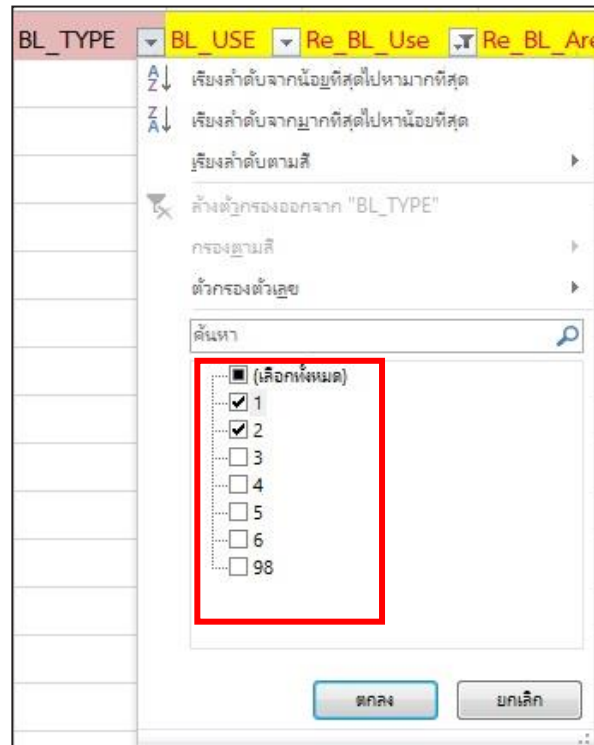 BL_TYPE BL_USE Re_BL_Use Re_BL_Are
เรียงลำดับจากน้อยที่สุดไปหามากที่สุด
เรียงลำดับจากมากที่สุดไปหาน้อยที่สุด
เรียงลำดับตามสี
ล้างตัวกรองออกจาก "BL_TYPE"
กรองตามสี
ตัวกรองตัวเลข
ค้นหา
(เลือกทั้งหมด)
1
2
3
4
5
6
98
ตกลง ยกเลิก